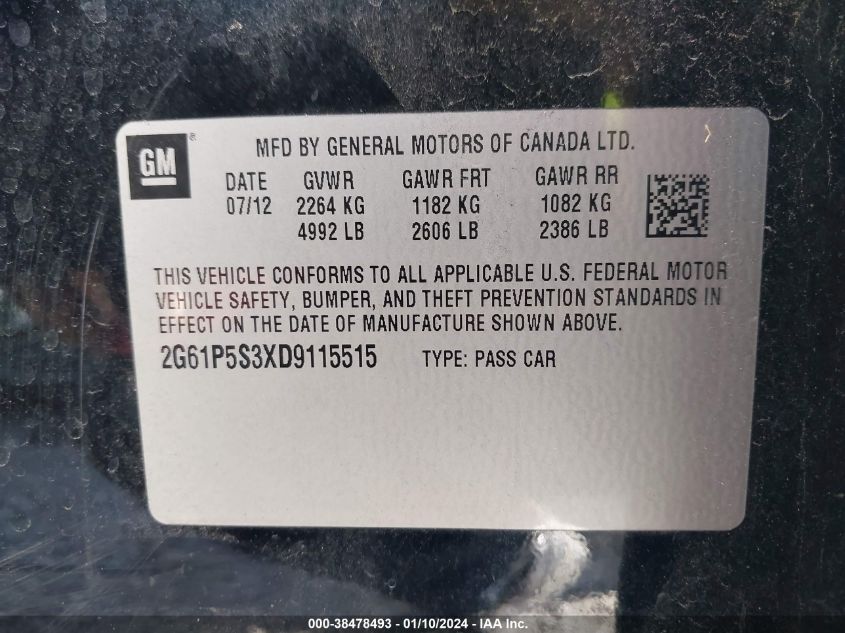 GM ®
MFD BY GENERAL MOTORS OF CANADA LTD.
DATE GVWR GAWR FRT GAWR RR
07/12 2264 KG 1182 KG 1082 KG
4992 LB 2606 LB 2386 LB
THIS VEHICLE CONFORMS TO ALL APPLICABLE U.S. FEDERAL MOTOR
VEHICLE SAFETY, BUMPER, AND THEFT PREVENTION STANDARDS IN
EFFECT ON THE DATE OF MANUFACTURE SHOWN ABOVE.
2G61P5S3XD9115515 TYPE: PASS CAR
000-38478493 - 01/10/2024 - IAA Inc.